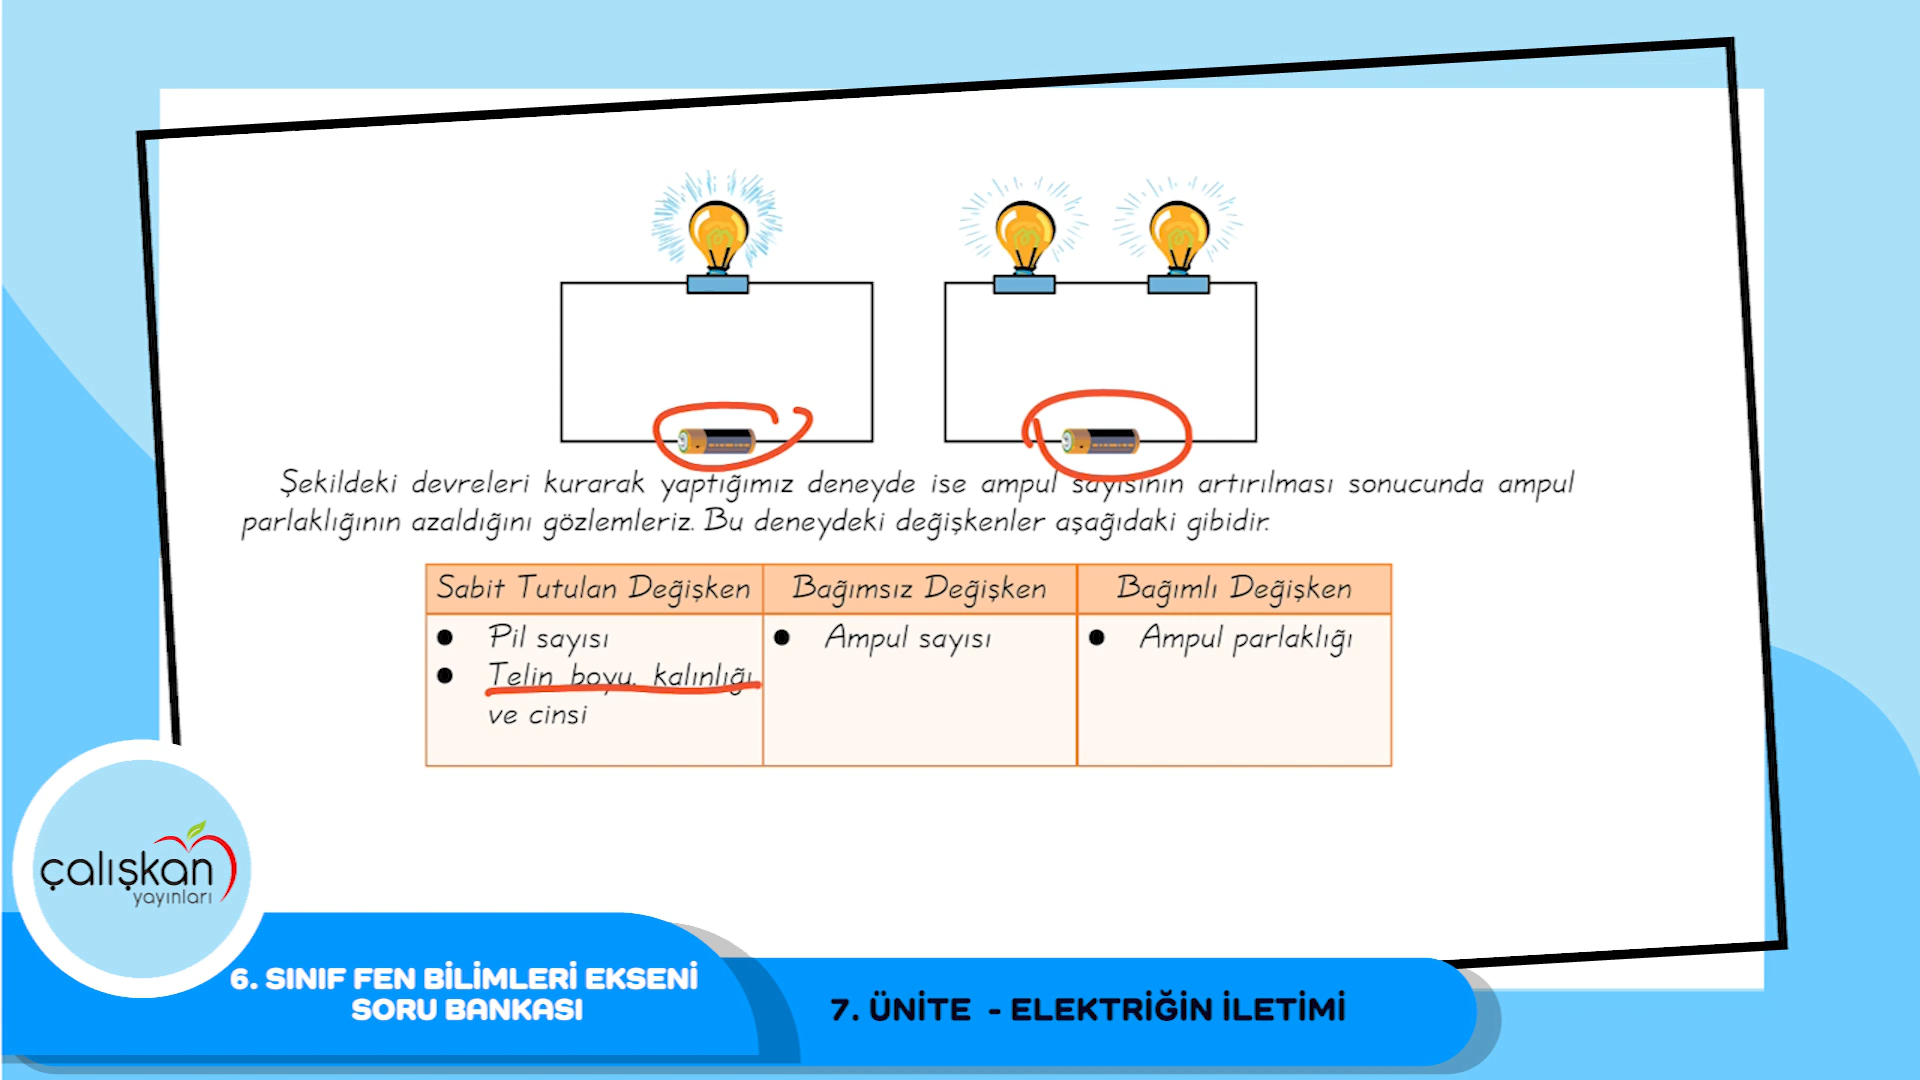 Şekildeki devreleri kurarak yaptığımız deneyde ise ampul sayısının artırılması sonucunda ampul
parlaklığının azaldığını gözlemleriz. Bu deneydeki değişkenler aşağıdaki gibidir.
Sabit Tutulan Değişken
Bağımsız Değişken
Bağımlı Değişken
● Pil sayısı
● Telin boyu, kalınlığı
ve cinsi
● Ampul sayısı
● Ampul parlaklığı
çalışkan
yayınları
6. SINIF FEN BİLİMLERİ EKSENİ
SORU BANKASI
7. ÜNİTE - ELEKTRİĞİN İLETİMİ